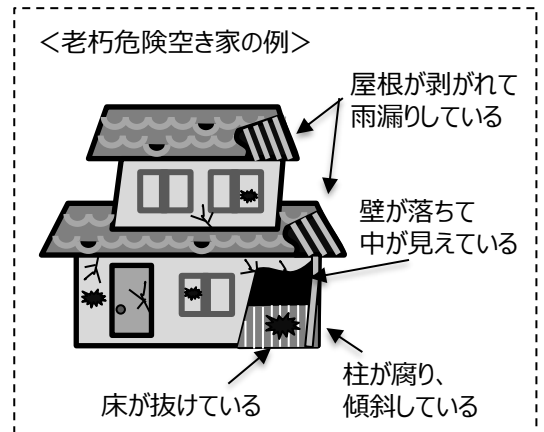 ＜老朽危険空き家の例＞
屋根が剥がれて
雨漏りしている
壁が落ちて
中が見えている
柱が腐り、
傾斜している
床が抜けている